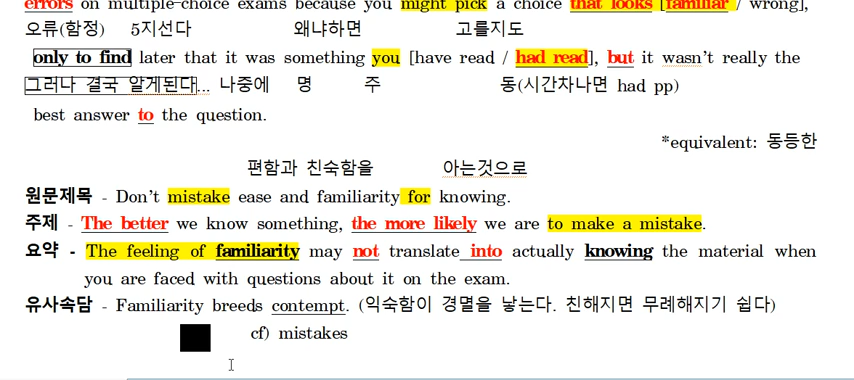 errors on multiple-choice exams because you might pick a choice that looks [familiar / wrong],
오류(함정) 5지선다 왜냐하면 고를지도
only to find later that it was something you [have read / had read], but it wasn't really the
그러나 결국 알게된다... 나중에 명 주 동(시간차나면 had pp)
best answer to the question.
*equivalent: 동등한
편함과 친숙함을 아는것으로
원문제목 - Don't mistake ease and familiarity for knowing.
주제 - The better we know something, the more likely we are to make a mistake.
요약 - The feeling of familiarity may not translate into actually knowing the material when
you are faced with questions about it on the exam.
유사속담 - Familiarity breeds contempt. (익숙함이 경멸을 낳는다. 친해지면 무례해지기 쉽다)
cf) mistakes